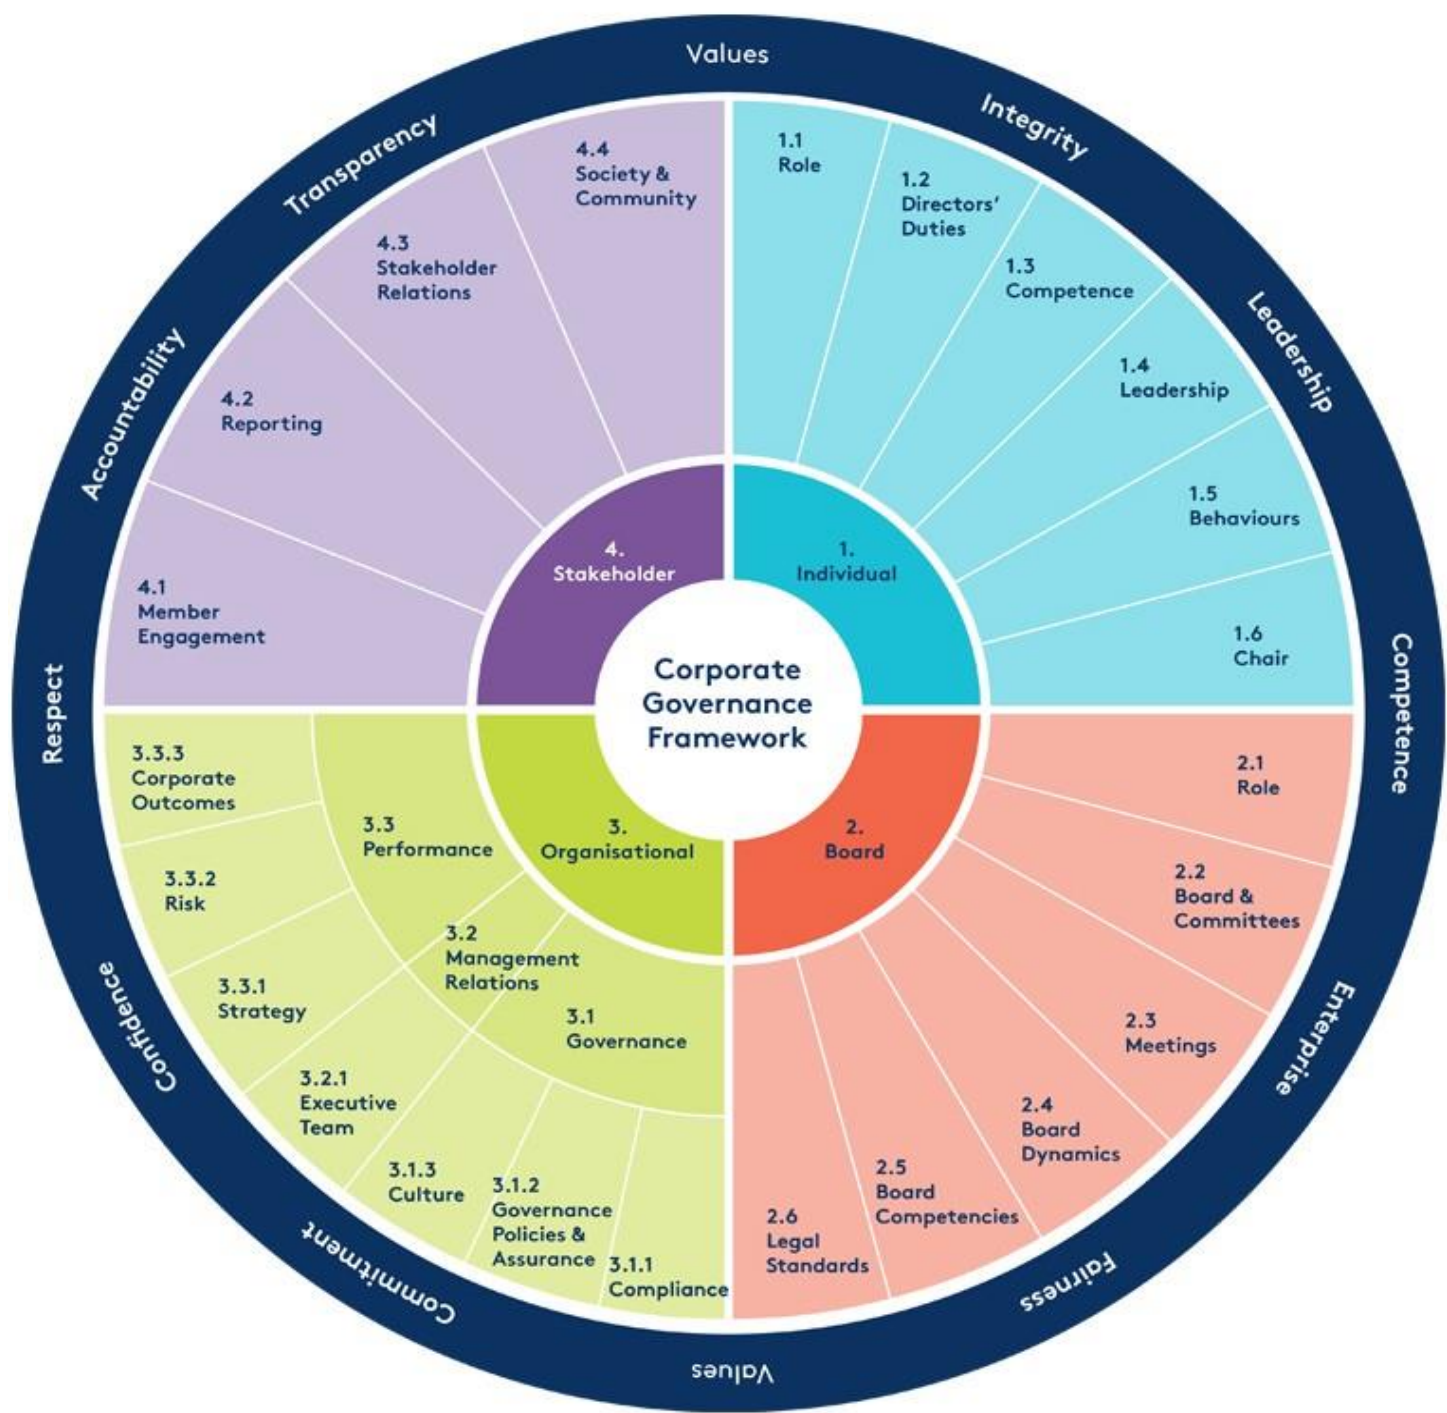 Values
Integrity
Leadership
Competence
Enterprise
Fairness
Values
Commitment
Confidence
Respect
Accountability
Transparency
Corporate
Governance
Framework
1.
Individual
1.1
Role
1.2
Directors’
Duties
1.3
Competence
1.4
Leadership
1.5
Behaviours
1.6
Chair
2.
Board
2.1
Role
2.2
Board &
Committees
2.3
Meetings
2.4
Board
Dynamics
2.5
Board
Competencies
2.6
Legal
Standards
3.
Organisational
3.1
Governance
3.1.1
Compliance
3.1.2
Governance
Policies &
Assurance
3.1.3
Culture
3.2
Management
Relations
3.2.1
Executive
Team
3.3
Performance
3.3.1
Strategy
3.3.2
Risk
3.3.3
Corporate
Outcomes
4.
Stakeholder
4.1
Member
Engagement
4.2
Reporting
4.3
Stakeholder
Relations
4.4
Society &
Community